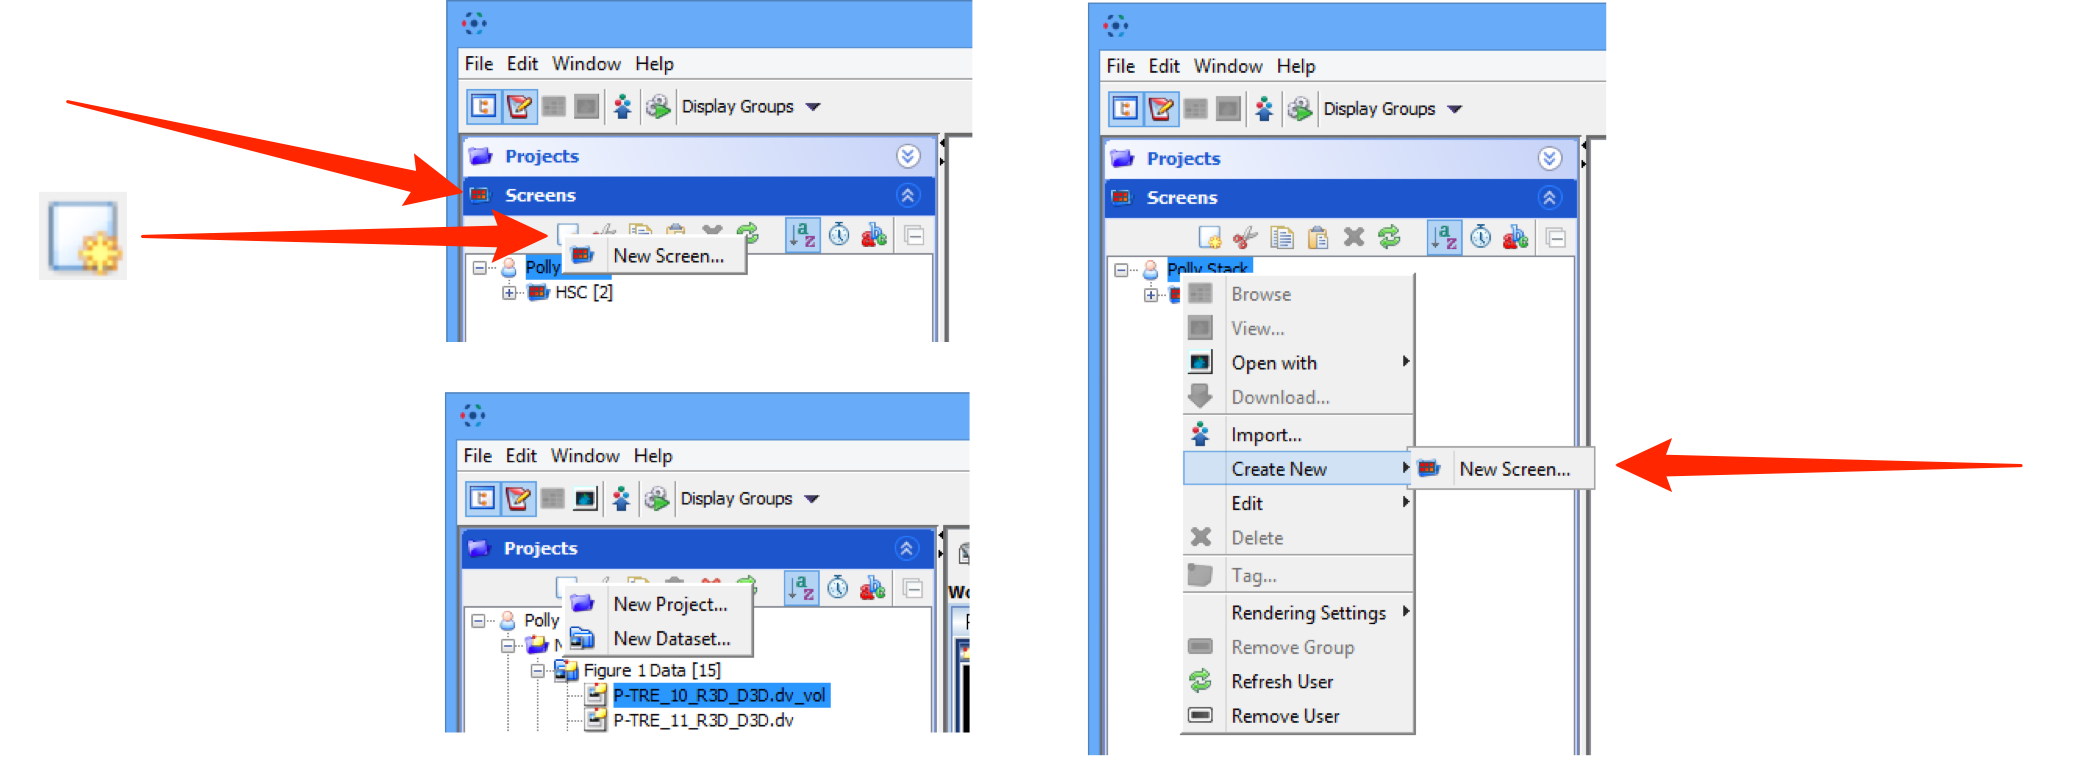 File Edit Window Help
Display Groups
Projects
Screens
New Screen...
Polly
HSC [2]
File Edit Window Help
Display Groups
Projects
New Project...
Polly
New Dataset...
Figure 1 Data [15]
P-TRE_10_R3D_D3D.dv_vol
P-TRE_11_R3D_D3D.dv
File Edit Window Help
Display Groups
Projects
Screens
Polly Stack
Browse
View...
Open with
Download...
Import...
Create New
New Screen...
Edit
Delete
Tag...
Rendering Settings
Remove Group
Refresh User
Remove User